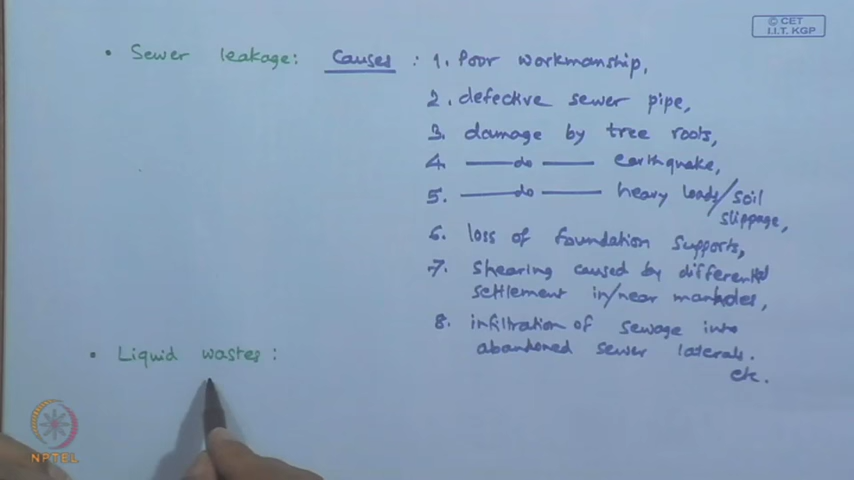 © CET
I.I.T. KGP
• Sewer leakage: Causes : 1. Poor workmanship,
2. defective sewer pipe,
3. damage by tree roots,
4. ——do —— earthquake,
5. ——do —— heavy loads/soil
slippage,
6. loss of foundation supports,
7. Shearing caused by differential
settlement in/near manholes,
8. infiltration of sewage into
abandoned sewer laterals.
etc.
• Liquid wastes :
NPTEL